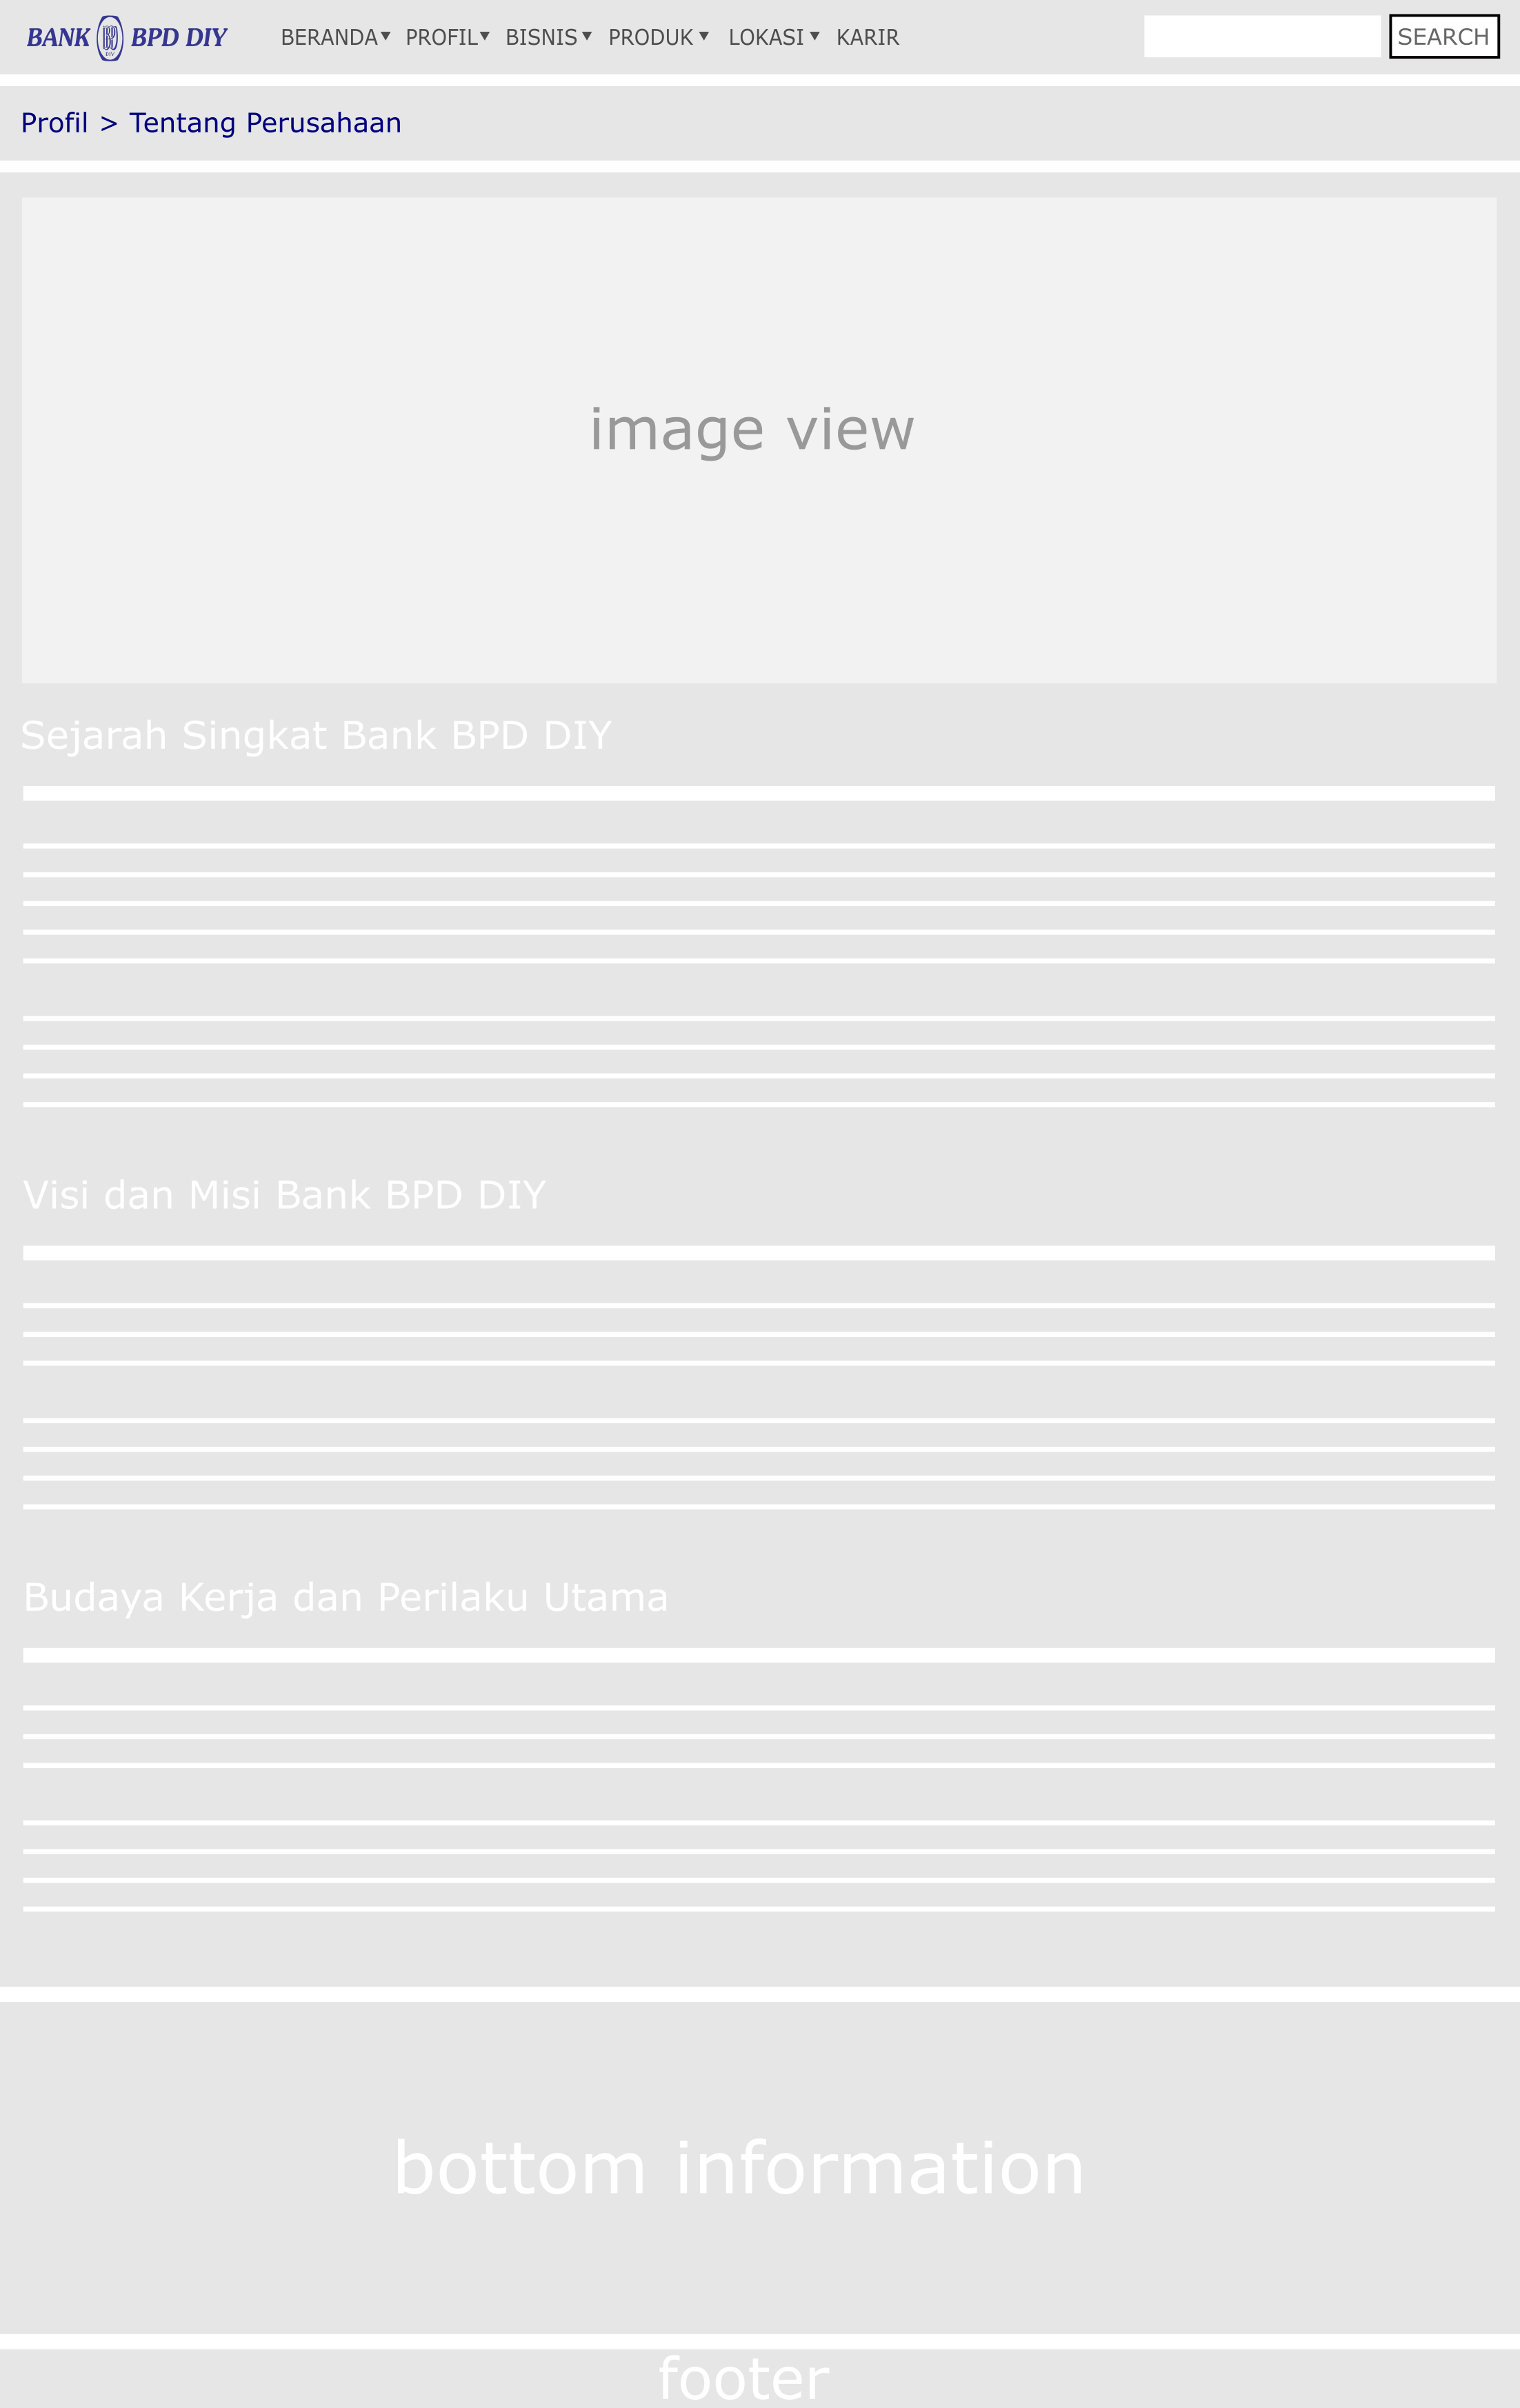 BANK BPD DIY BERANDA▼ PROFIL▼ BISNIS ▼ PRODUK ▼ LOKASI ▼ KARIR SEARCH
Profil > Tentang Perusahaan
image view
Sejarah Singkat Bank BPD DIY
Visi dan Misi Bank BPD DIY
Budaya Kerja dan Perilaku Utama
bottom information
footer